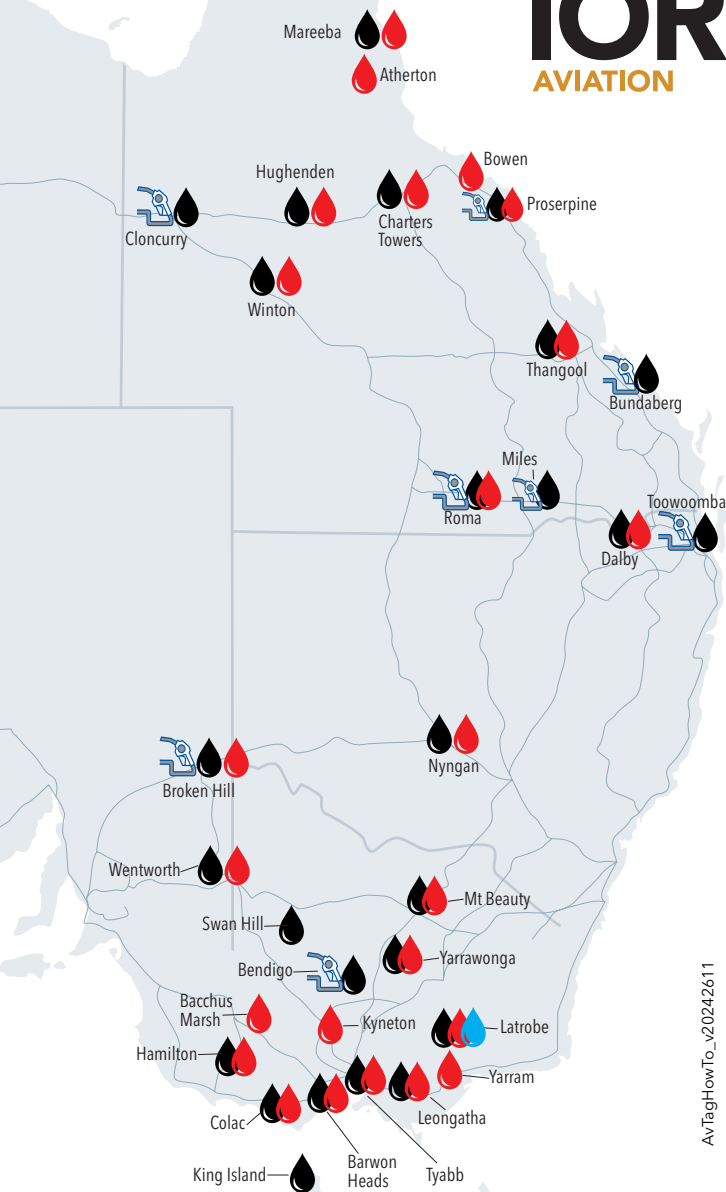 IOR
AVIATION
Mareeba
Atherton
Bowen
Hughenden
Proserpine
Charters
Towers
Cloncurry
Winton
Thangool
Bundaberg
Miles
Toowoomba
Roma
Dalby
Nyngan
Broken Hill
Wentworth
Mt Beauty
Swan Hill
Yarrawonga
Bendigo
Bacchus
Marsh
Kyneton
Latrobe
Hamilton
Yarram
Leongatha
Colac
Barwon
Heads
Tyabb
King Island
AvTagHowTo_v20242611